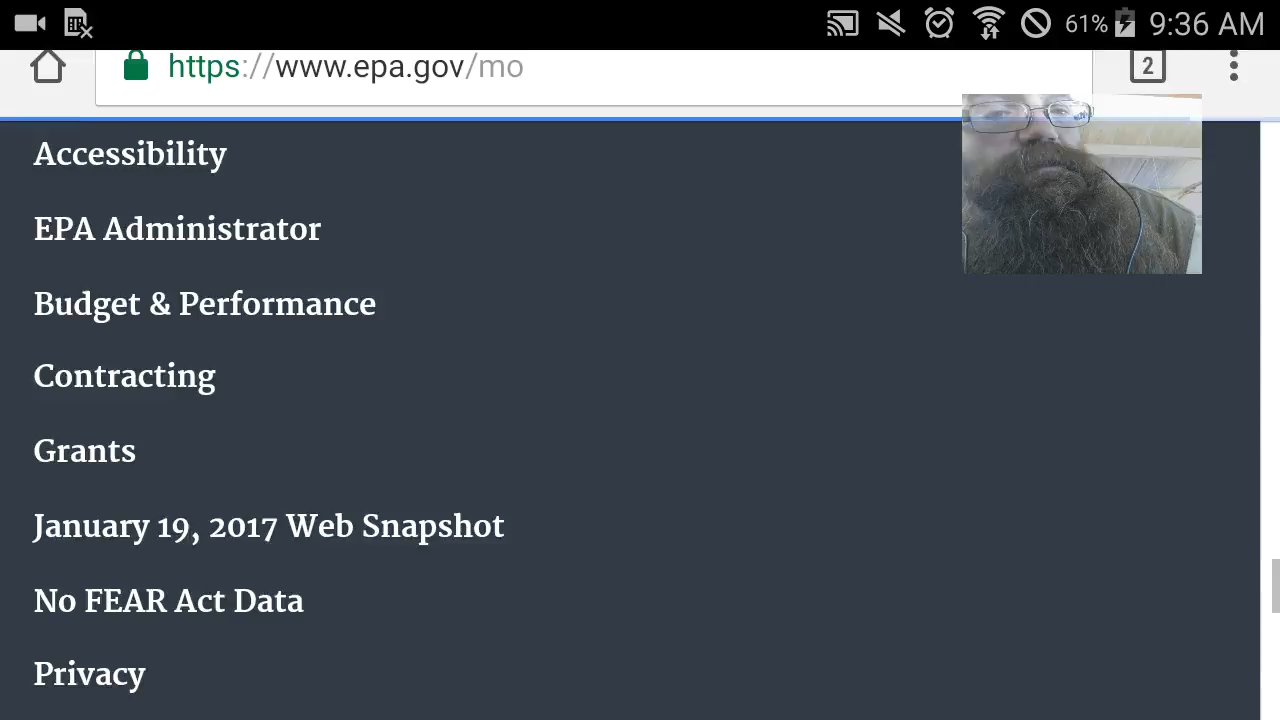 61% 9:36 AM
https://www.epa.gov/mo
2
Accessibility
EPA Administrator
Budget & Performance
Contracting
Grants
January 19, 2017 Web Snapshot
No FEAR Act Data
Privacy